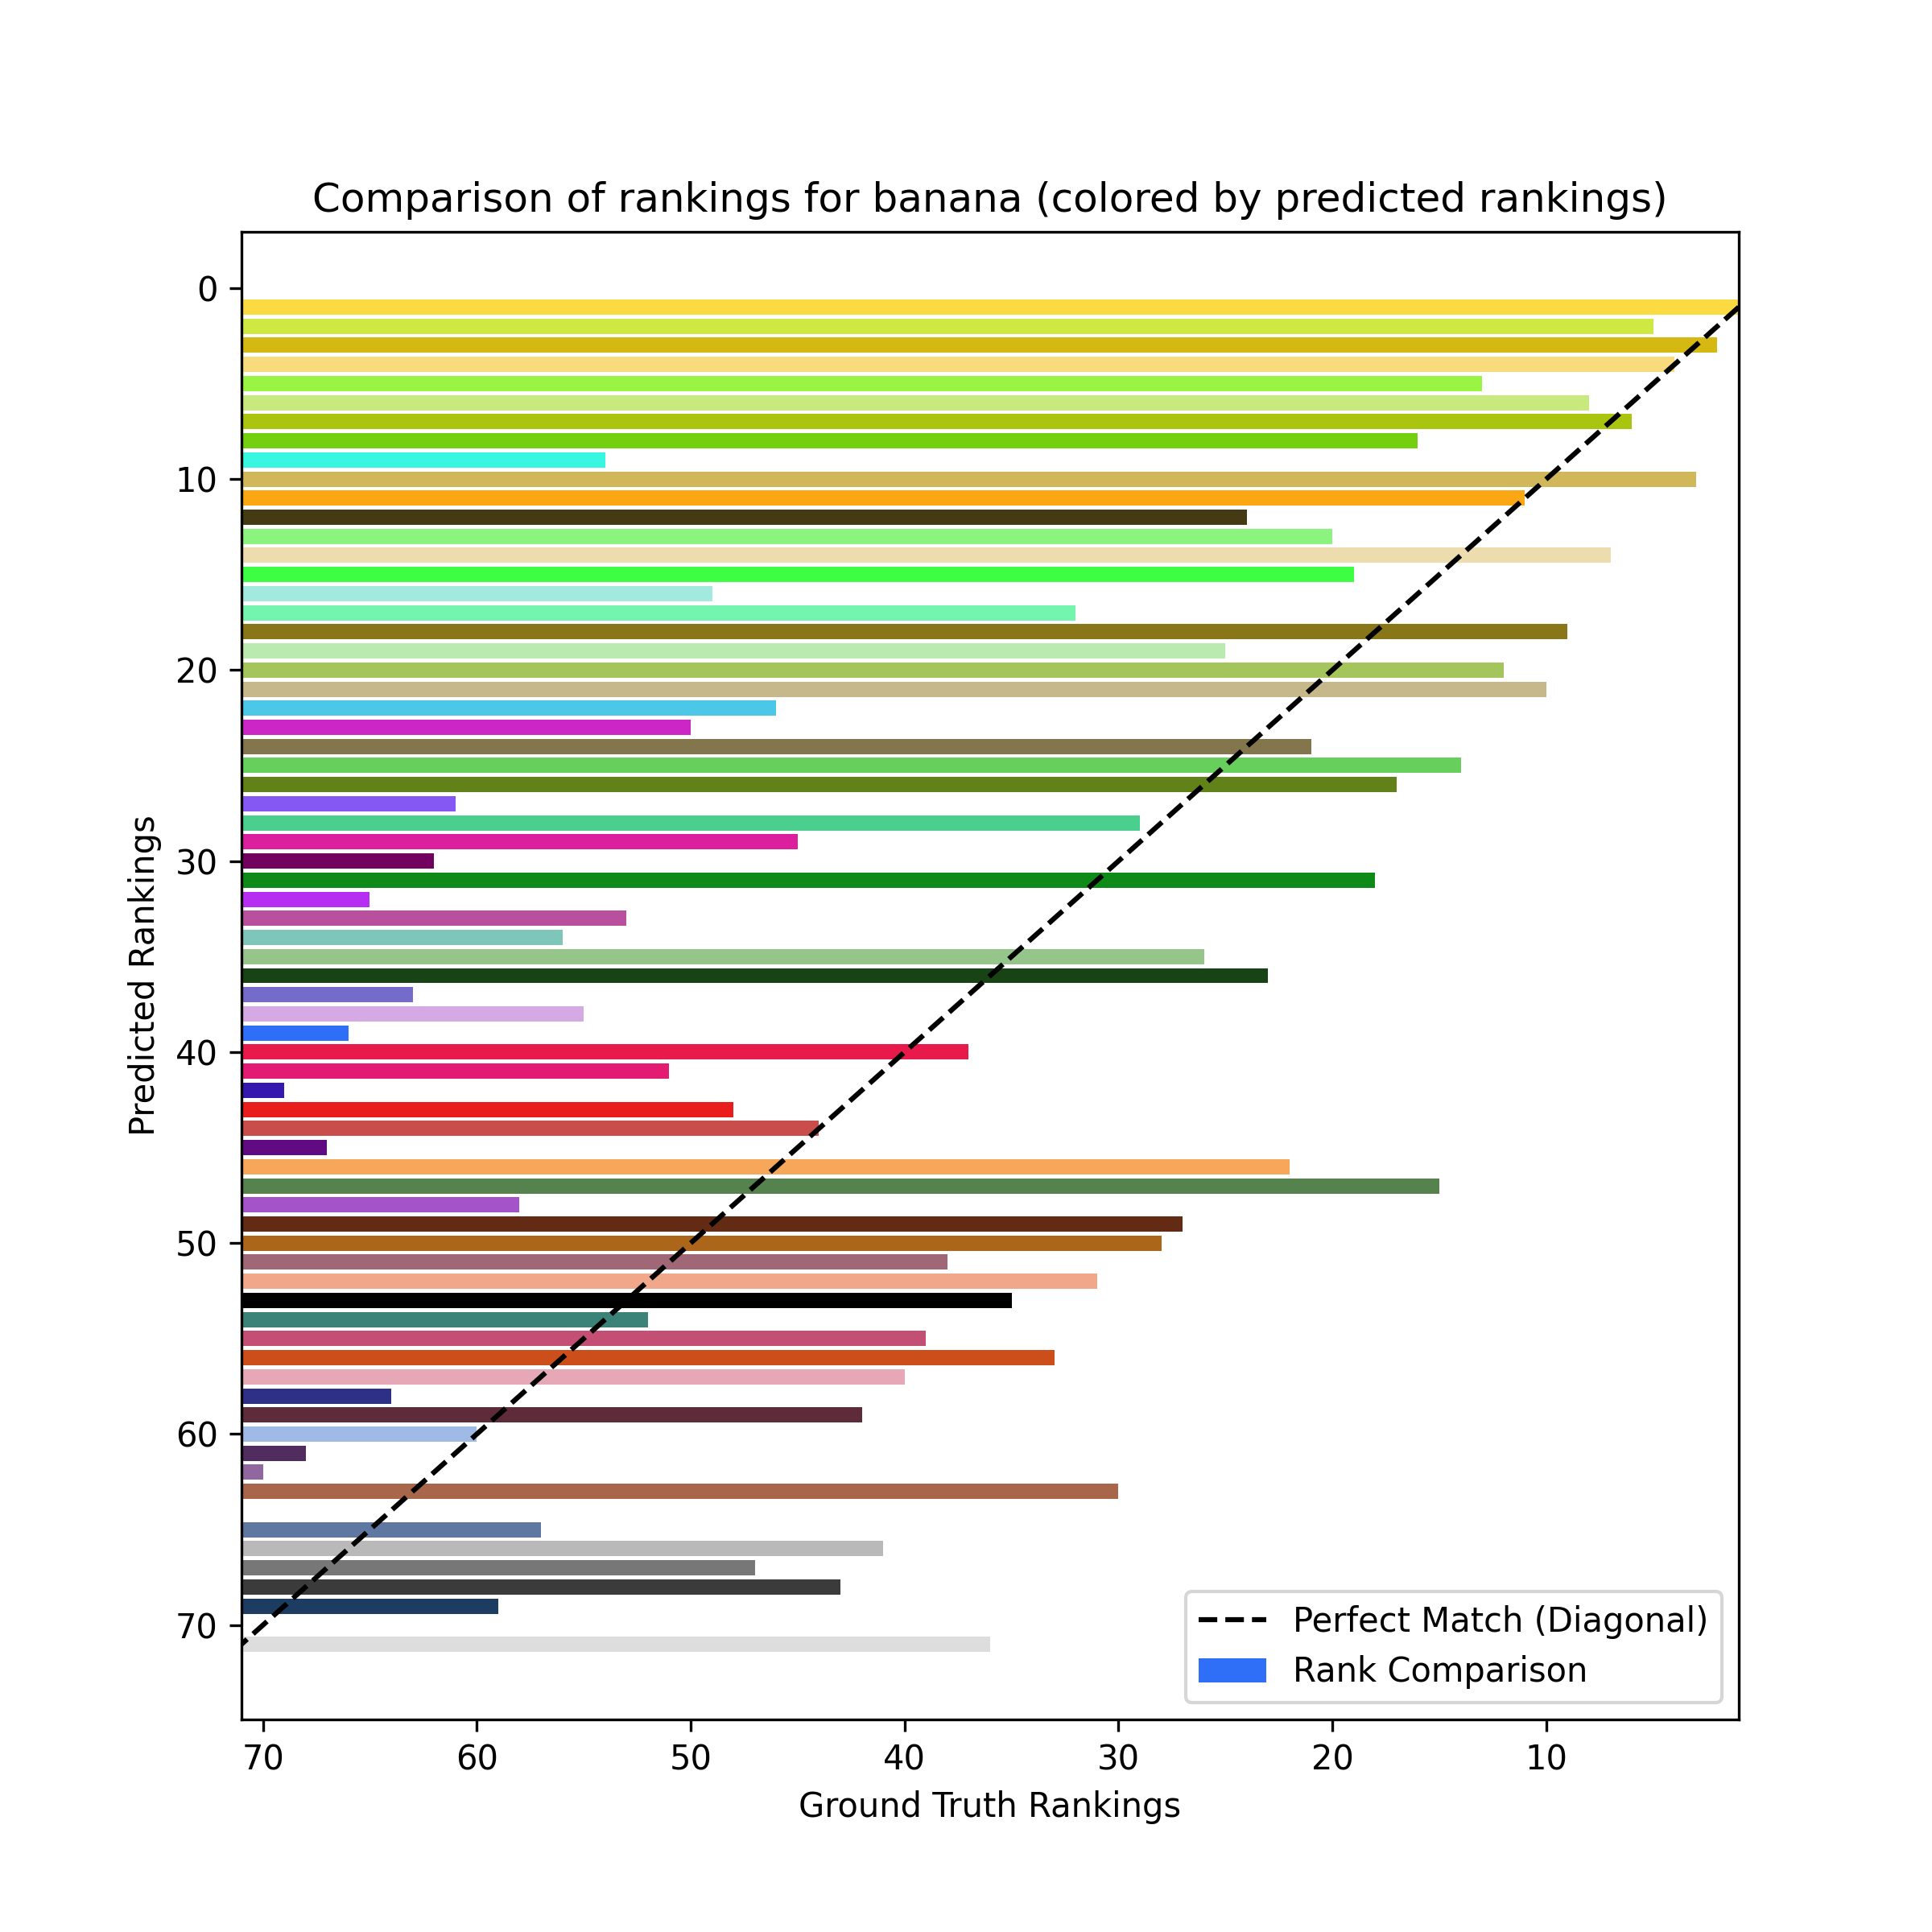 Comparison of rankings for banana (colored by predicted rankings)
0
10
20
30
40
50
60
70
Predicted Rankings
70 60 50 40 30 20 10
Ground Truth Rankings
Perfect Match (Diagonal)
Rank Comparison